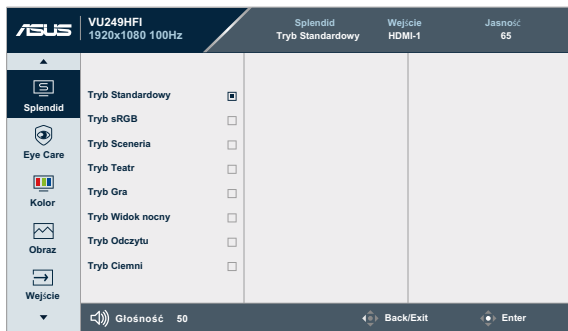 ASUS
VU249HFI
1920x1080 100Hz
Splendid
Tryb Standardowy
Wejście
HDMI-1
Jasność
65
Splendid
Eye Care
Kolor
Obraz
Wejście
Tryb Standardowy
Tryb sRGB
Tryb Sceneria
Tryb Teatr
Tryb Gra
Tryb Widok nocny
Tryb Odczytu
Tryb Ciemni
Głośność 50
Back/Exit
Enter